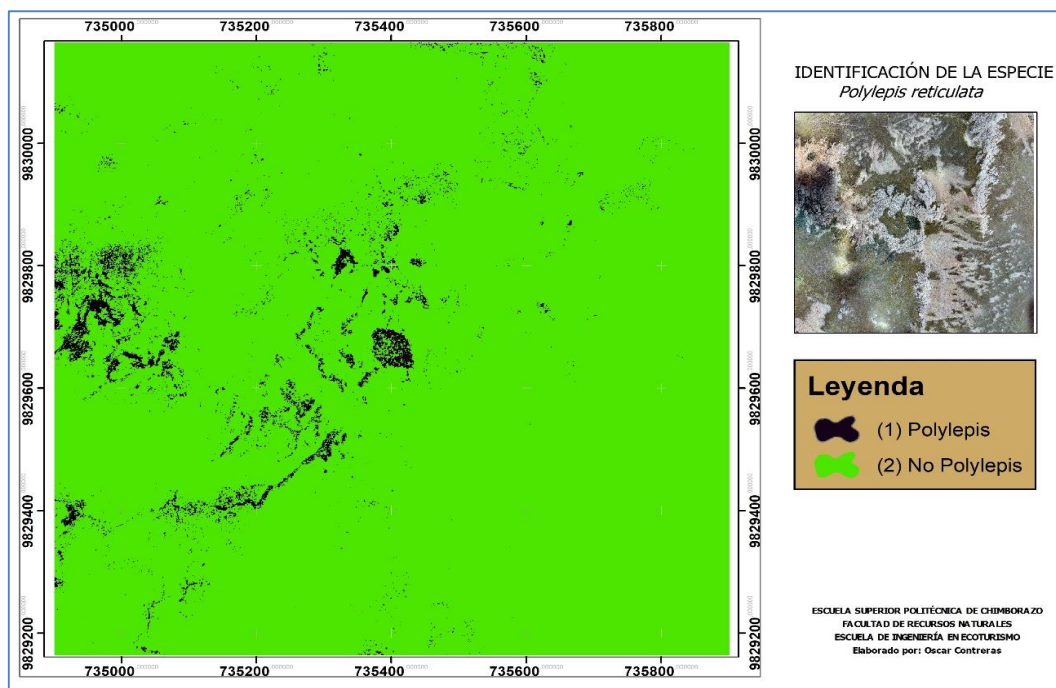 735000 735200 735400 735600 735800
IDENTIFICACIÓN DE LA ESPECIE
Polylepis reticulata
9830000 9830000
9829800 9829800
9829600 9829600
9829400 9829400
9829200 9829200
735000 735200 735400 735600 735800
Leyenda
(1) Polylepis
(2) No Polylepis
ESCUELA SUPERIOR POLITÉCNICA DE CHIMBORAZO
FACULTAD DE RECURSOS NATURALES
ESCUELA DE INGENIERÍA EN ECOTURISMO
Elaborado por: Oscar Contreras